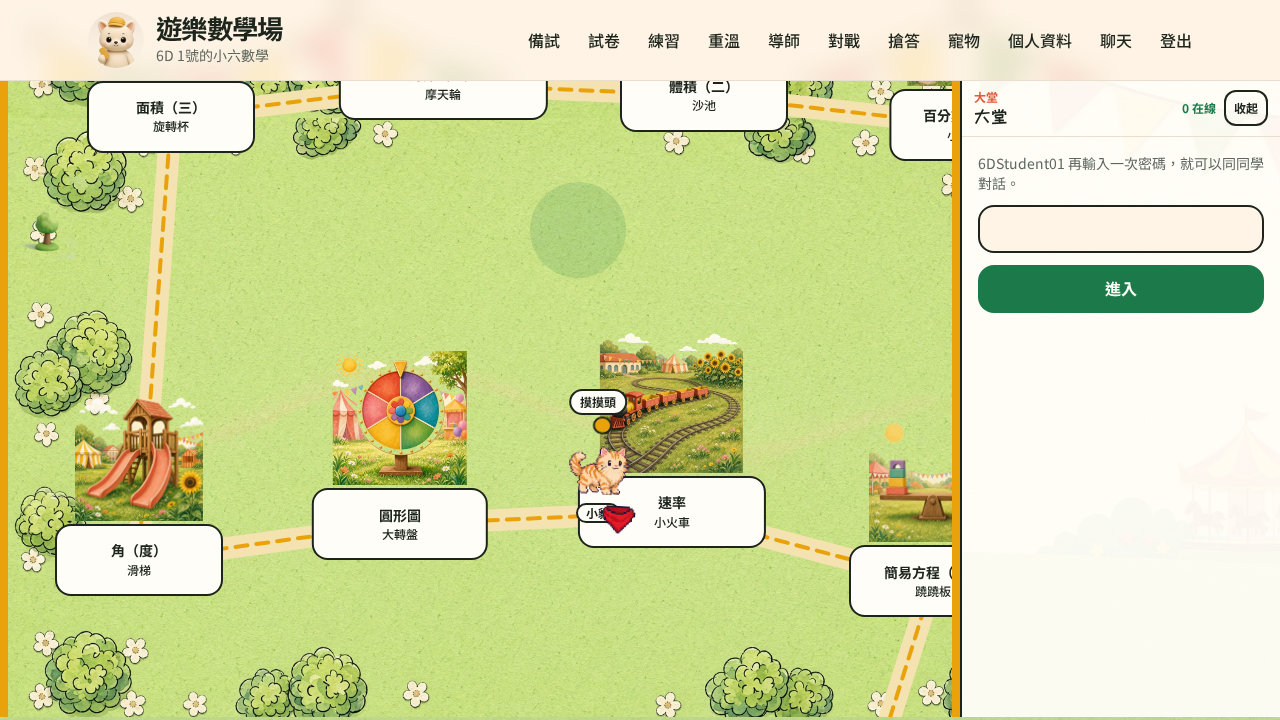 遊樂數學場
6D 1號的小六數學
備試
試卷
練習
重溫
導師
對戰
搶答
寵物
個人資料
聊天
登出
面積（三）
旋轉杯
摩天輪
體積（二）
沙池
百分
大堂
大堂
0 在線
收起
6DStudent01 再輸入一次密碼，就可以同同學
對話。
進入
摸摸頭
小
角（度）
滑梯
圓形圖
大轉盤
速率
小火車
簡易方程（
蹺蹺板